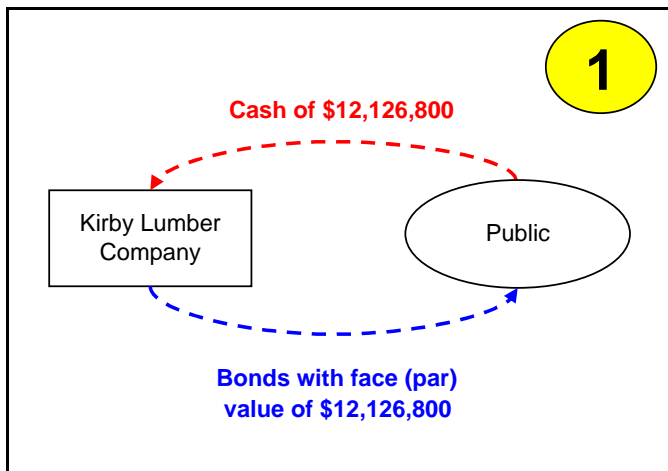 1
Cash of $12,126,800
Kirby Lumber
Company
Public
Bonds with face (par)
value of $12,126,800